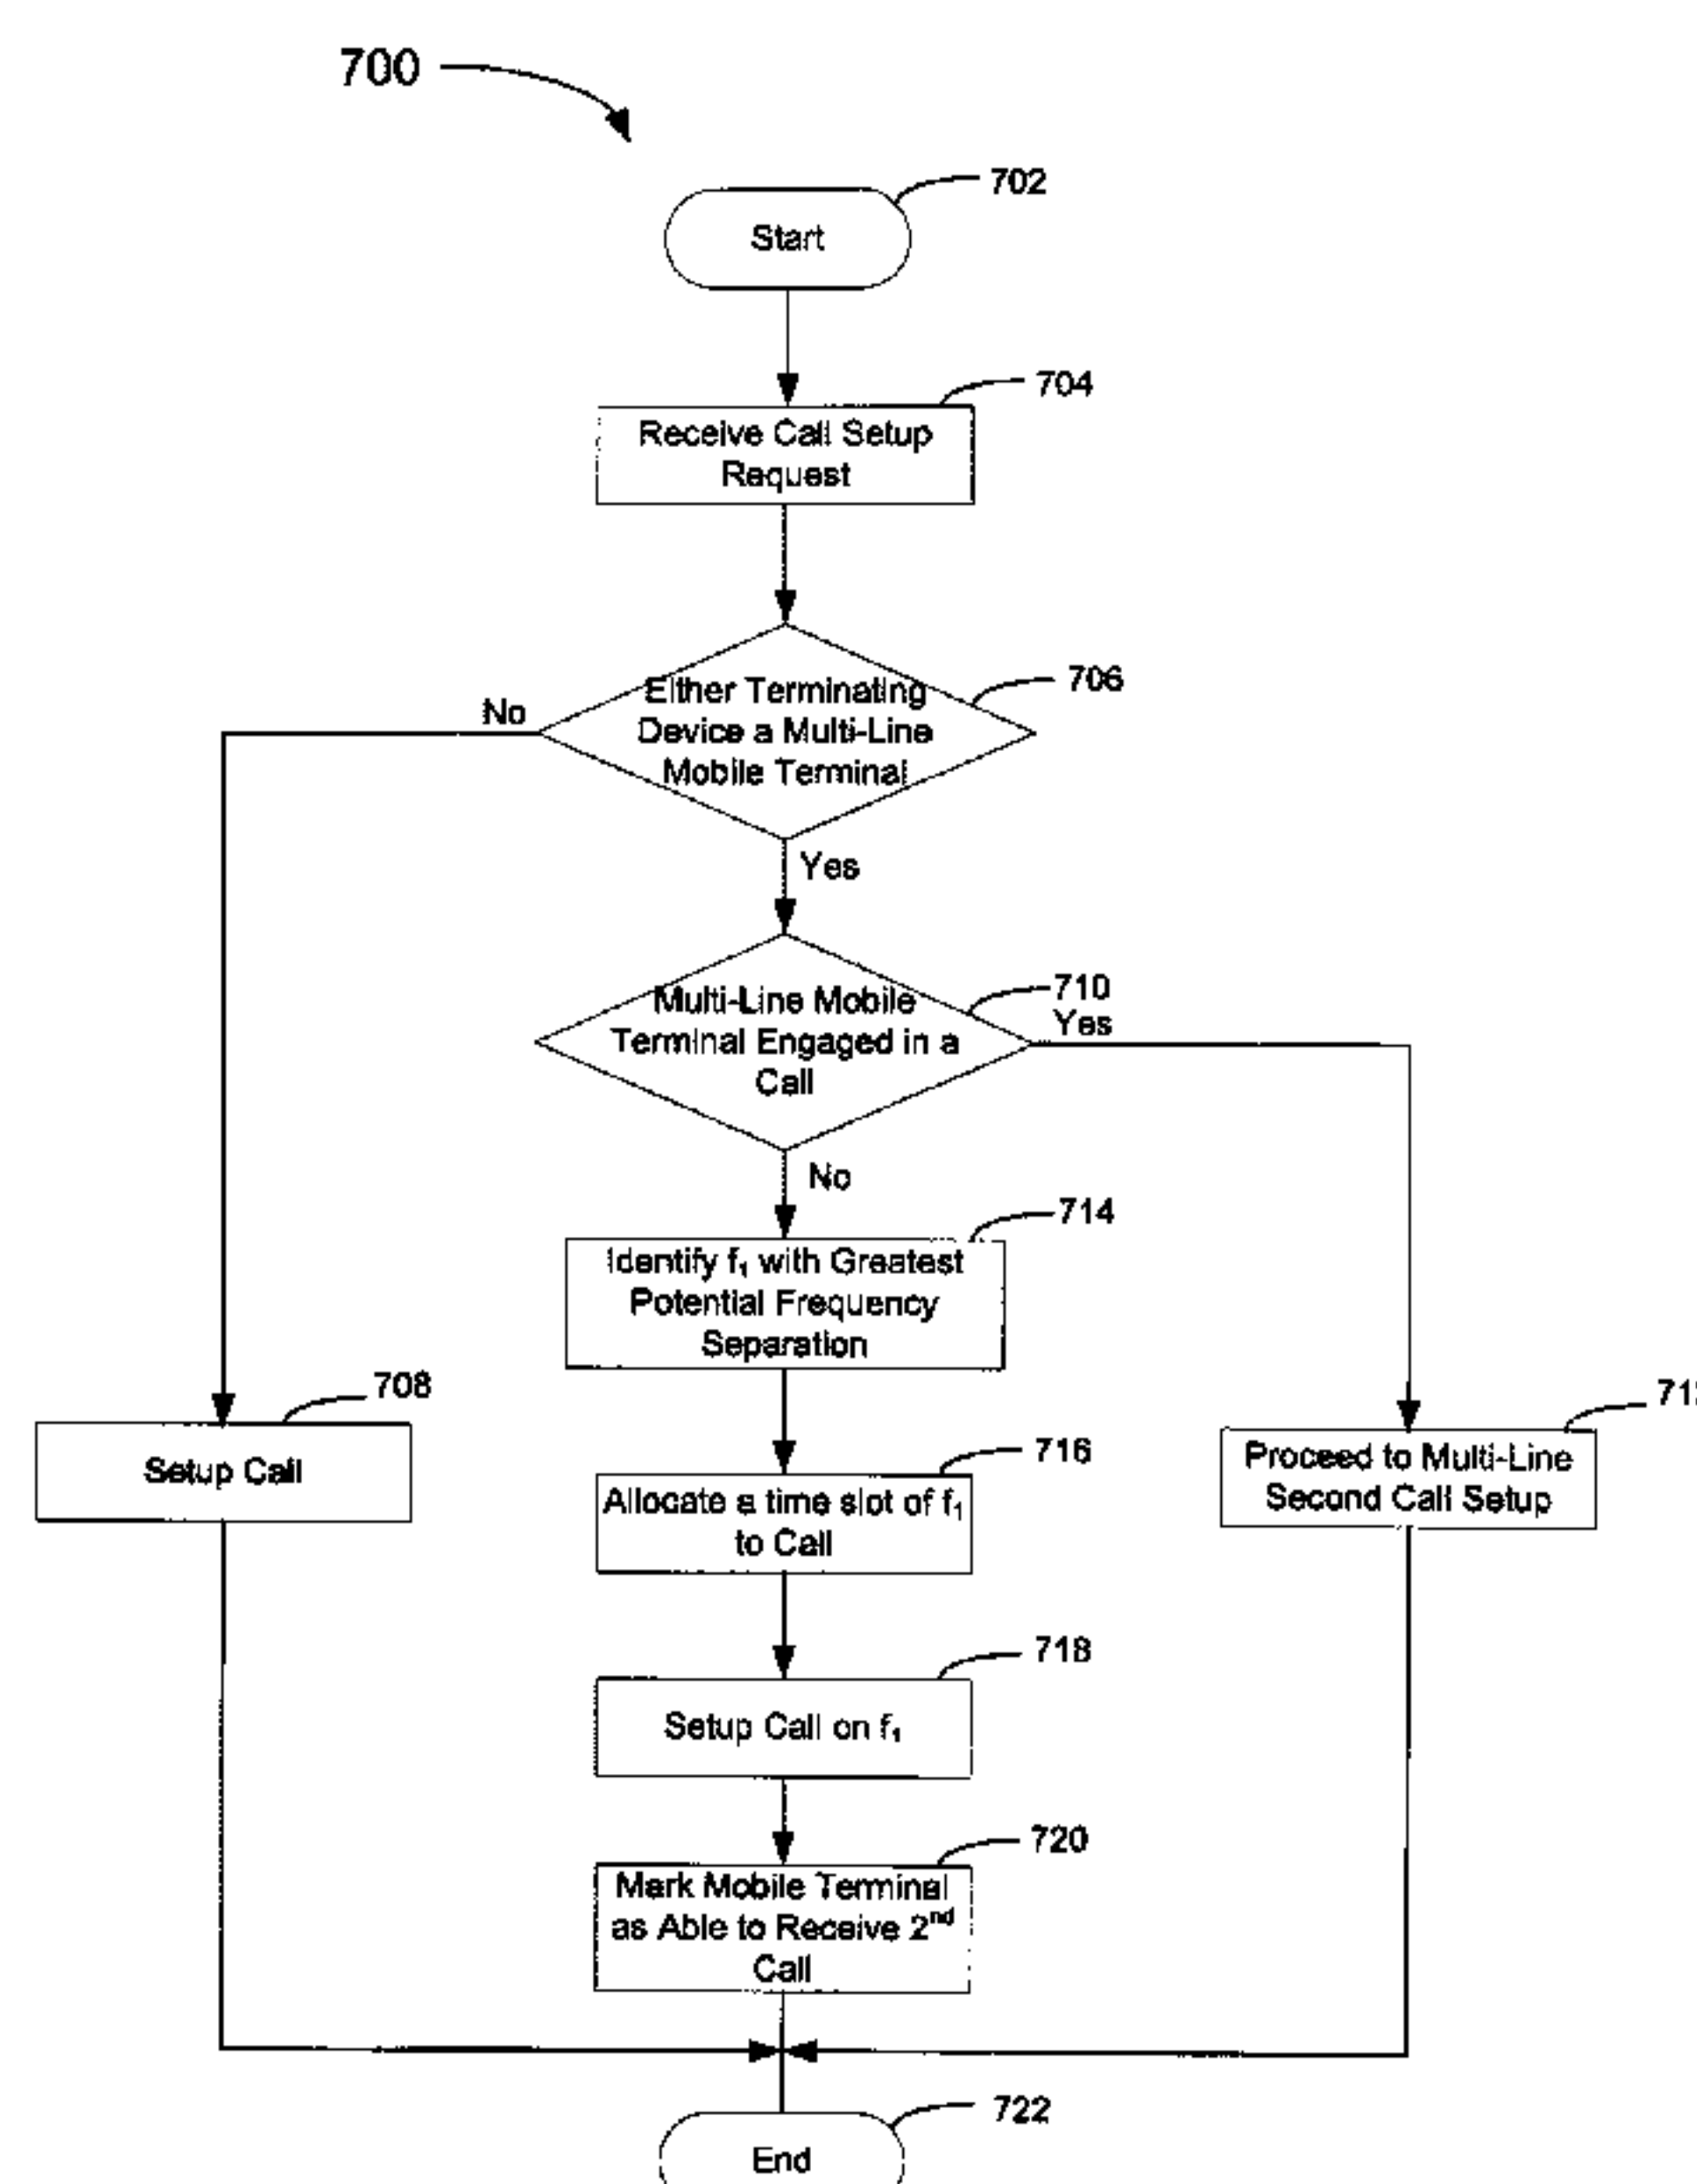 700
702
Start
704
Receive Call Setup
Request
706
Either Terminating
Device a Multi-Line
Mobile Terminal
No
Yes
710
Multi-Line Mobile
Terminal Engaged in a
Call
Yes
No
714
Identify f₁ with Greatest
Potential Frequency
Separation
708
Setup Call
716
Allocate a time slot of f₁
to Call
Proceed to Multi-Line
Second Call Setup
718
Setup Call on f₁
720
Mark Mobile Terminal
as Able to Receive 2ⁿᵈ
Call
722
End